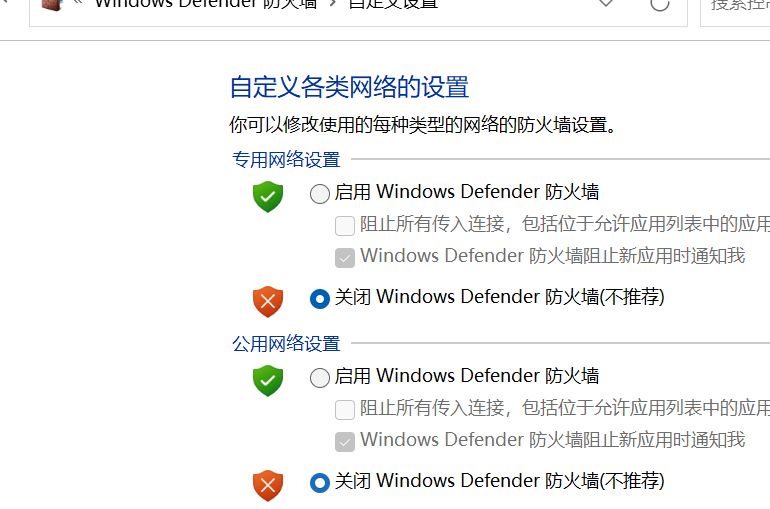 « Windows Defender 防火墙 › 自定义设置
自定义各类网络的设置
你可以修改使用的每种类型的网络的防火墙设置。
专用网络设置
启用 Windows Defender 防火墙
阻止所有传入连接，包括位于允许应用列表中的应用
Windows Defender 防火墙阻止新应用时通知我
关闭 Windows Defender 防火墙(不推荐)
公用网络设置
启用 Windows Defender 防火墙
阻止所有传入连接，包括位于允许应用列表中的应用
Windows Defender 防火墙阻止新应用时通知我
关闭 Windows Defender 防火墙(不推荐)